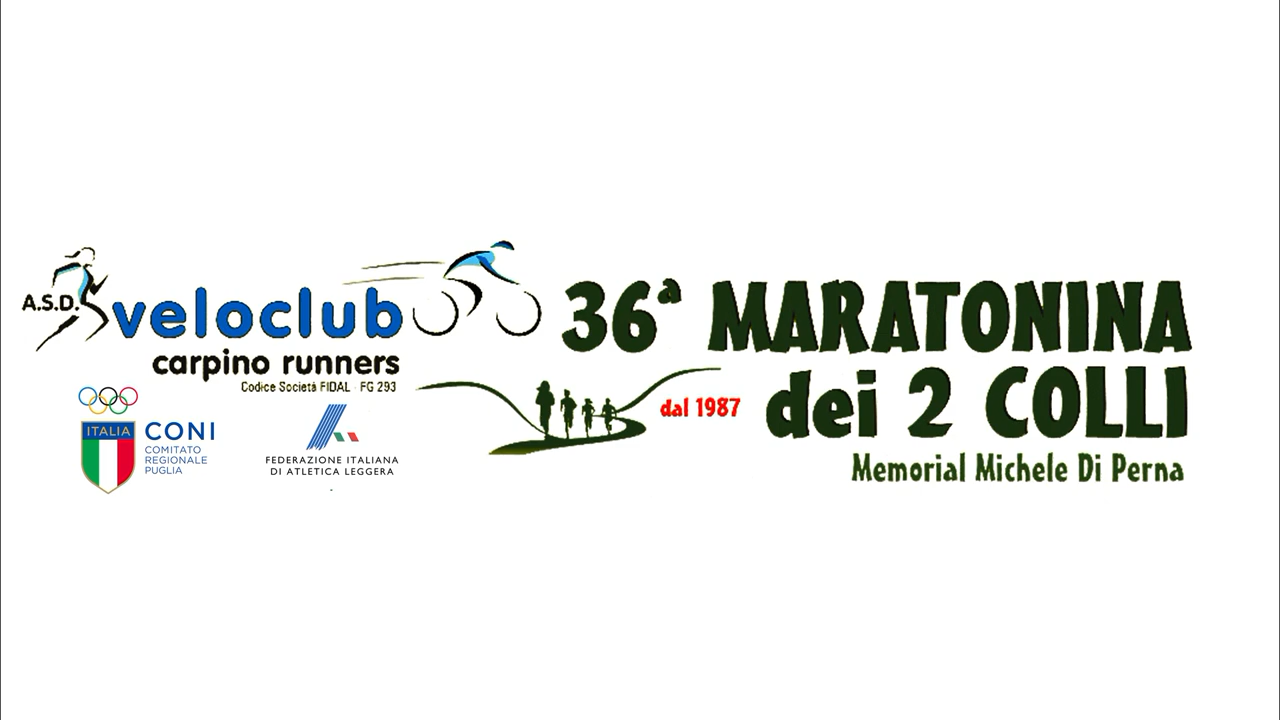 A.S.D. veloclub
carpino runners
Codice Società FIDAL - FG 293
ITALIA
CONI
COMITATO
REGIONALE
PUGLIA
FEDERAZIONE ITALIANA
DI ATLETICA LEGGERA
36ª MARATONINA
dal 1987
dei 2 COLLI
Memorial Michele Di Perna